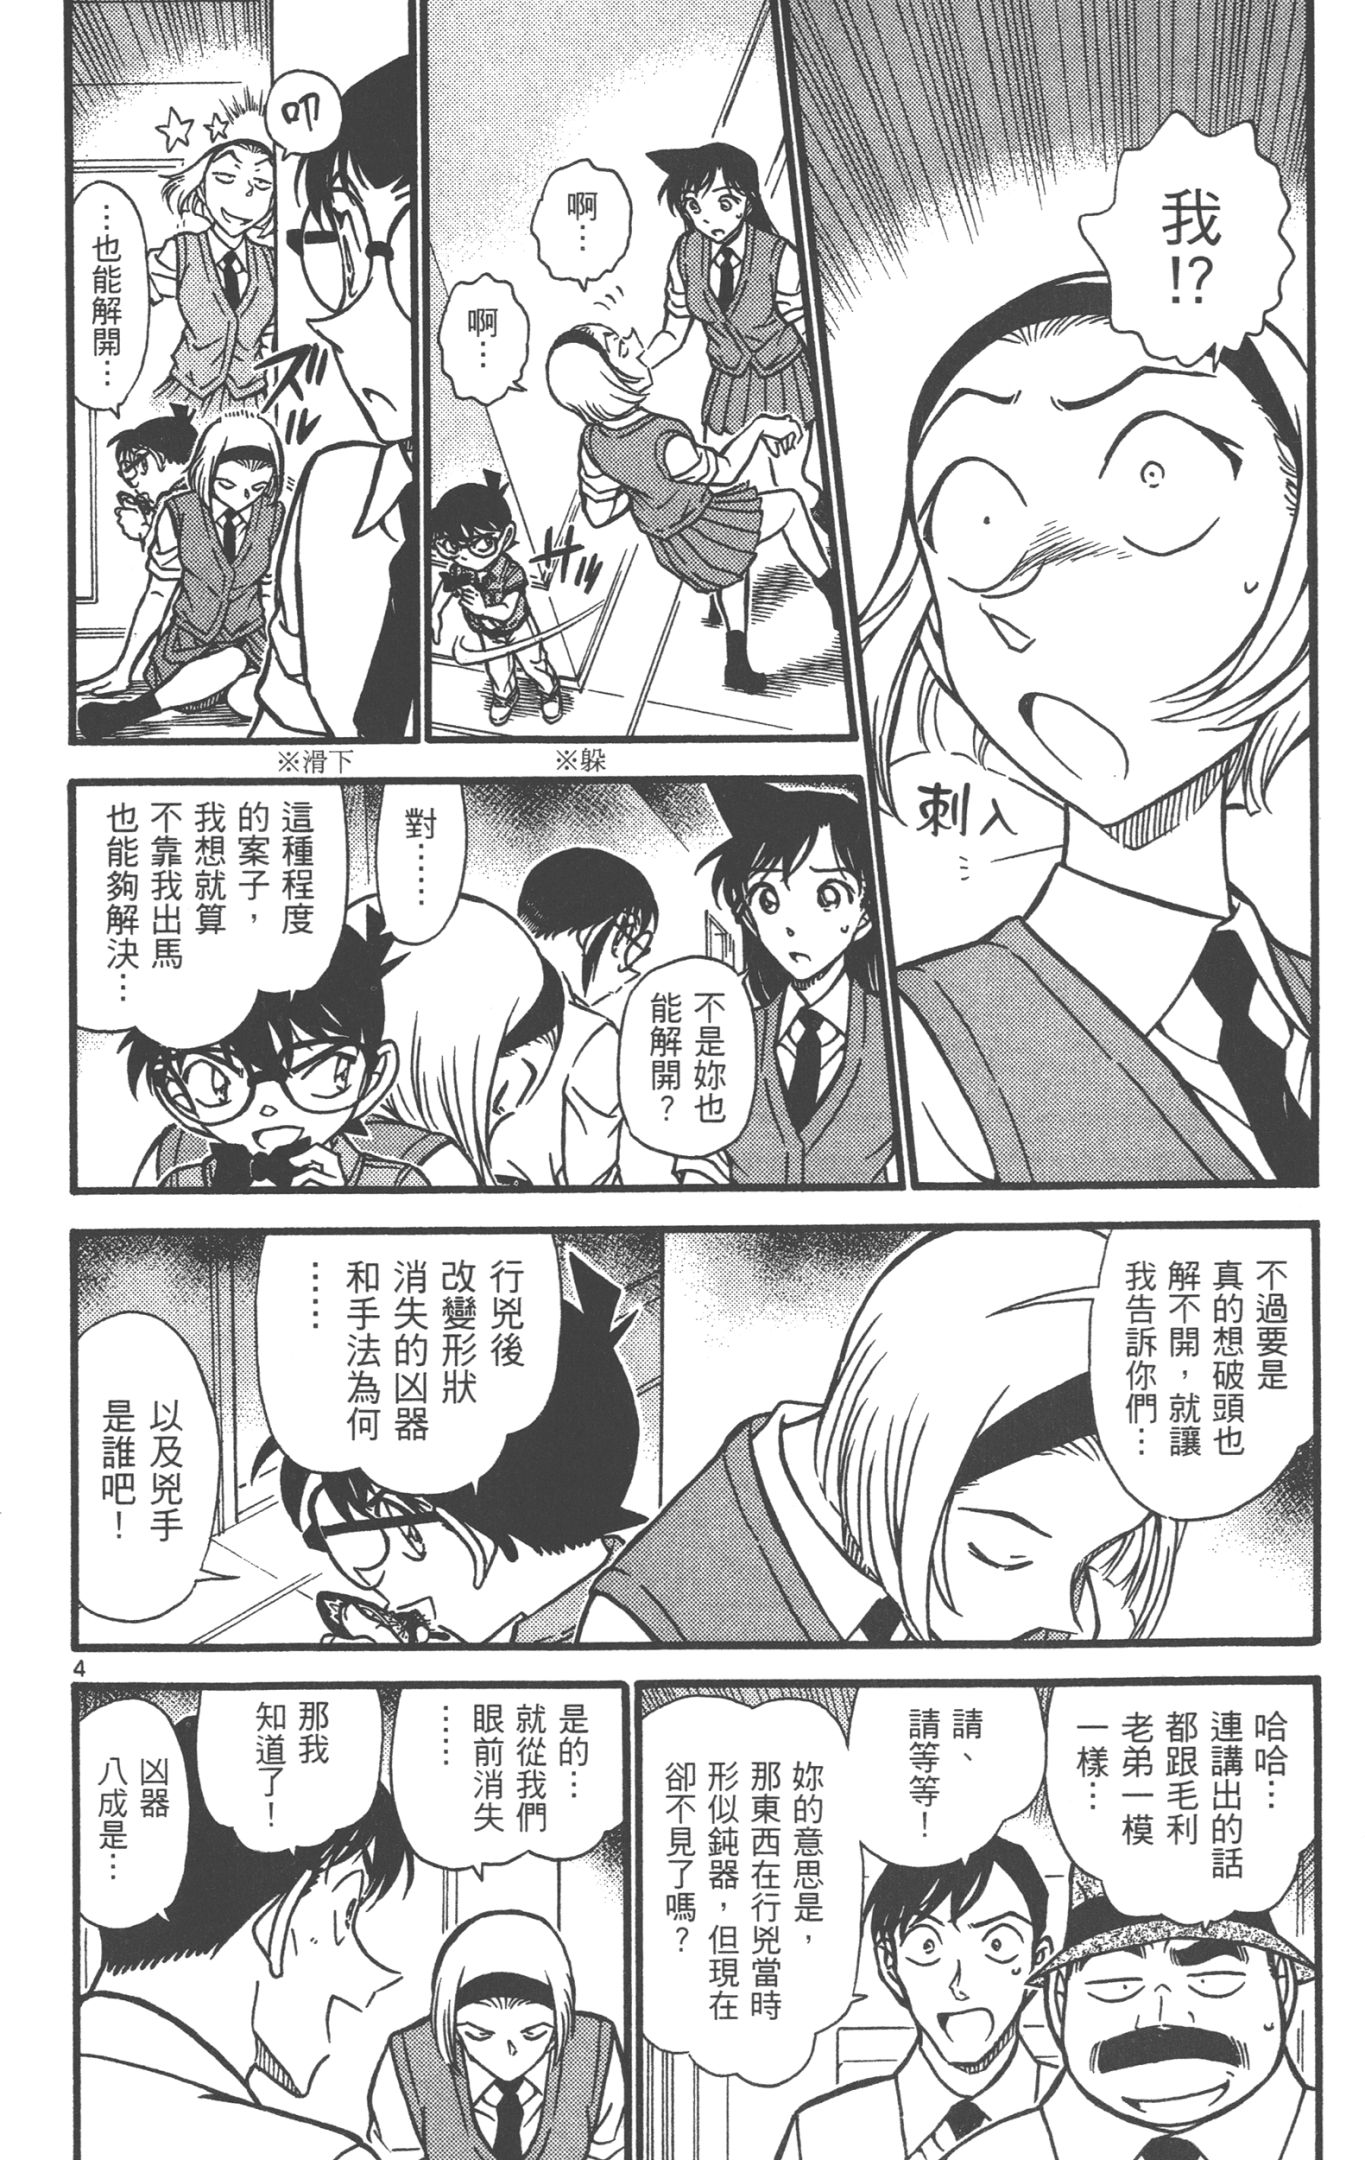 我!?
刺入
啊…
啊…
※躲
叩
…也能解開…
ズル
※滑下
不是妳也
能解開？
對……
這種程度
的案子，
我想就算
不靠我出馬
也能夠解決…
不過要是
真的想破頭也
解不開，就讓
我告訴你們…
行兇後
改變形狀
消失的凶器
和手法為何
……
以及兇手
是誰吧！
4
哈哈…
連講出的話
都跟毛利
老弟一模
一樣…
請、
請等等！
妳的意思是，
那東西在行兇當時
形似鈍器，但現在
卻不見了嗎？
是的…
就從我們
眼前消失
……
那我
知道了！
凶器
八成是…